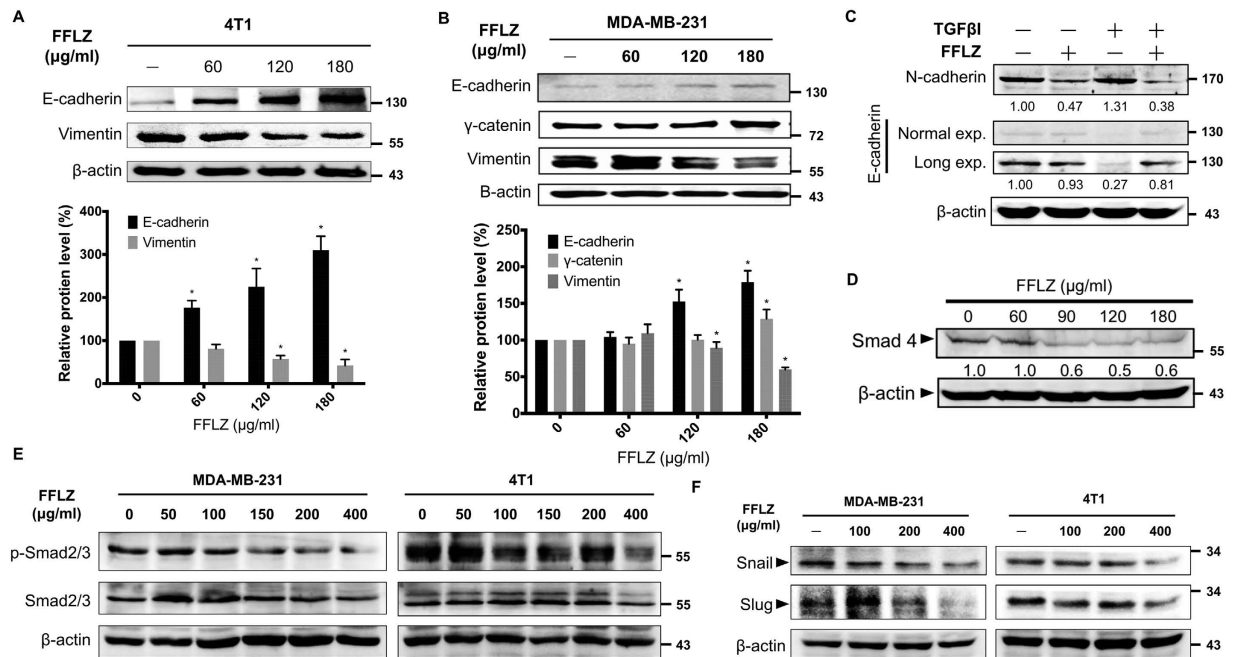 A
4T1
FFLZ
(µg/ml)
— 60 120 180
E-cadherin 130
Vimentin 55
β-actin 43
Relative protien level (%)
400
300
200
100
0
E-cadherin
Vimentin
* * * * *
0 60 120 180
FFLZ (µg/ml)
B
MDA-MB-231
FFLZ
(µg/ml)
— 60 120 180
E-cadherin 130
γ-catenin 72
Vimentin 55
B-actin 43
Relative protien level (%)
250
200
150
100
50
0
E-cadherin
γ-catenin
Vimentin
* * * * *
0 60 120 180
FFLZ (µg/ml)
C
TGFβI — — + +
FFLZ — + — +
N-cadherin 170
1.00 0.47 1.31 0.38
E-cadherin
Normal exp. 130
Long exp. 130
1.00 0.93 0.27 0.81
β-actin 43
D
FFLZ (µg/ml)
0 60 90 120 180
Smad 4 55
1.0 1.0 0.6 0.5 0.6
β-actin 43
E
MDA-MB-231 4T1
FFLZ
(µg/ml)
0 50 100 150 200 400 0 50 100 150 200 400
p-Smad2/3 55
Smad2/3 55
β-actin 43
F
MDA-MB-231 4T1
FFLZ
(µg/ml)
— 100 200 400 — 100 200 400
Snail 34
Slug 34
β-actin 43